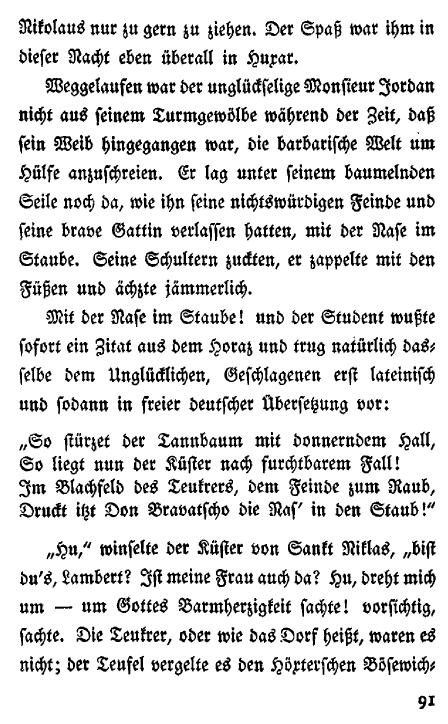 Nikolaus nur zu gern zu ziehen. Der Spaß war ihm in
dieser Nacht eben überall in Huxar.
Weggelaufen war der unglückselige Monsieur Jordan
nicht aus seinem Turmgewölbe während der Zeit, daß
sein Weib hingegangen war, die barbarische Welt um
Hülfe anzuschreien. Er lag unter seinem baumelnden
Seile noch da, wie ihn seine nichtswürdigen Feinde und
seine brave Gattin verlassen hatten, mit der Nase im
Staube. Seine Schultern zuckten, er zappelte mit den
Füßen und ächzte jämmerlich.
Mit der Nase im Staube! und der Student wußte
sofort ein Zitat aus dem Horaz und trug natürlich das-
selbe dem Unglücklichen, Geschlagenen erst lateinisch
und sodann in freier deutscher Übersetzung vor:
„So stürzet der Tannbaum mit donnerndem Hall,
So liegt nun der Küster nach furchtbarem Fall!
Im Blachfeld des Teukrers, dem Feinde zum Raub,
Druckt itzt Don Bravatscho die Nas' in den Staub!“
„Hu,“ winselte der Küster von Sankt Niklas, „bist
du's, Lambert? Ist meine Frau auch da? Hu, dreht mich
um — um Gottes Barmherzigkeit sachte! vorsichtig,
sachte. Die Teukrer, oder wie das Dorf heißt, waren es
nicht; der Teufel vergelte es den Höxterschen Bösewich-
91